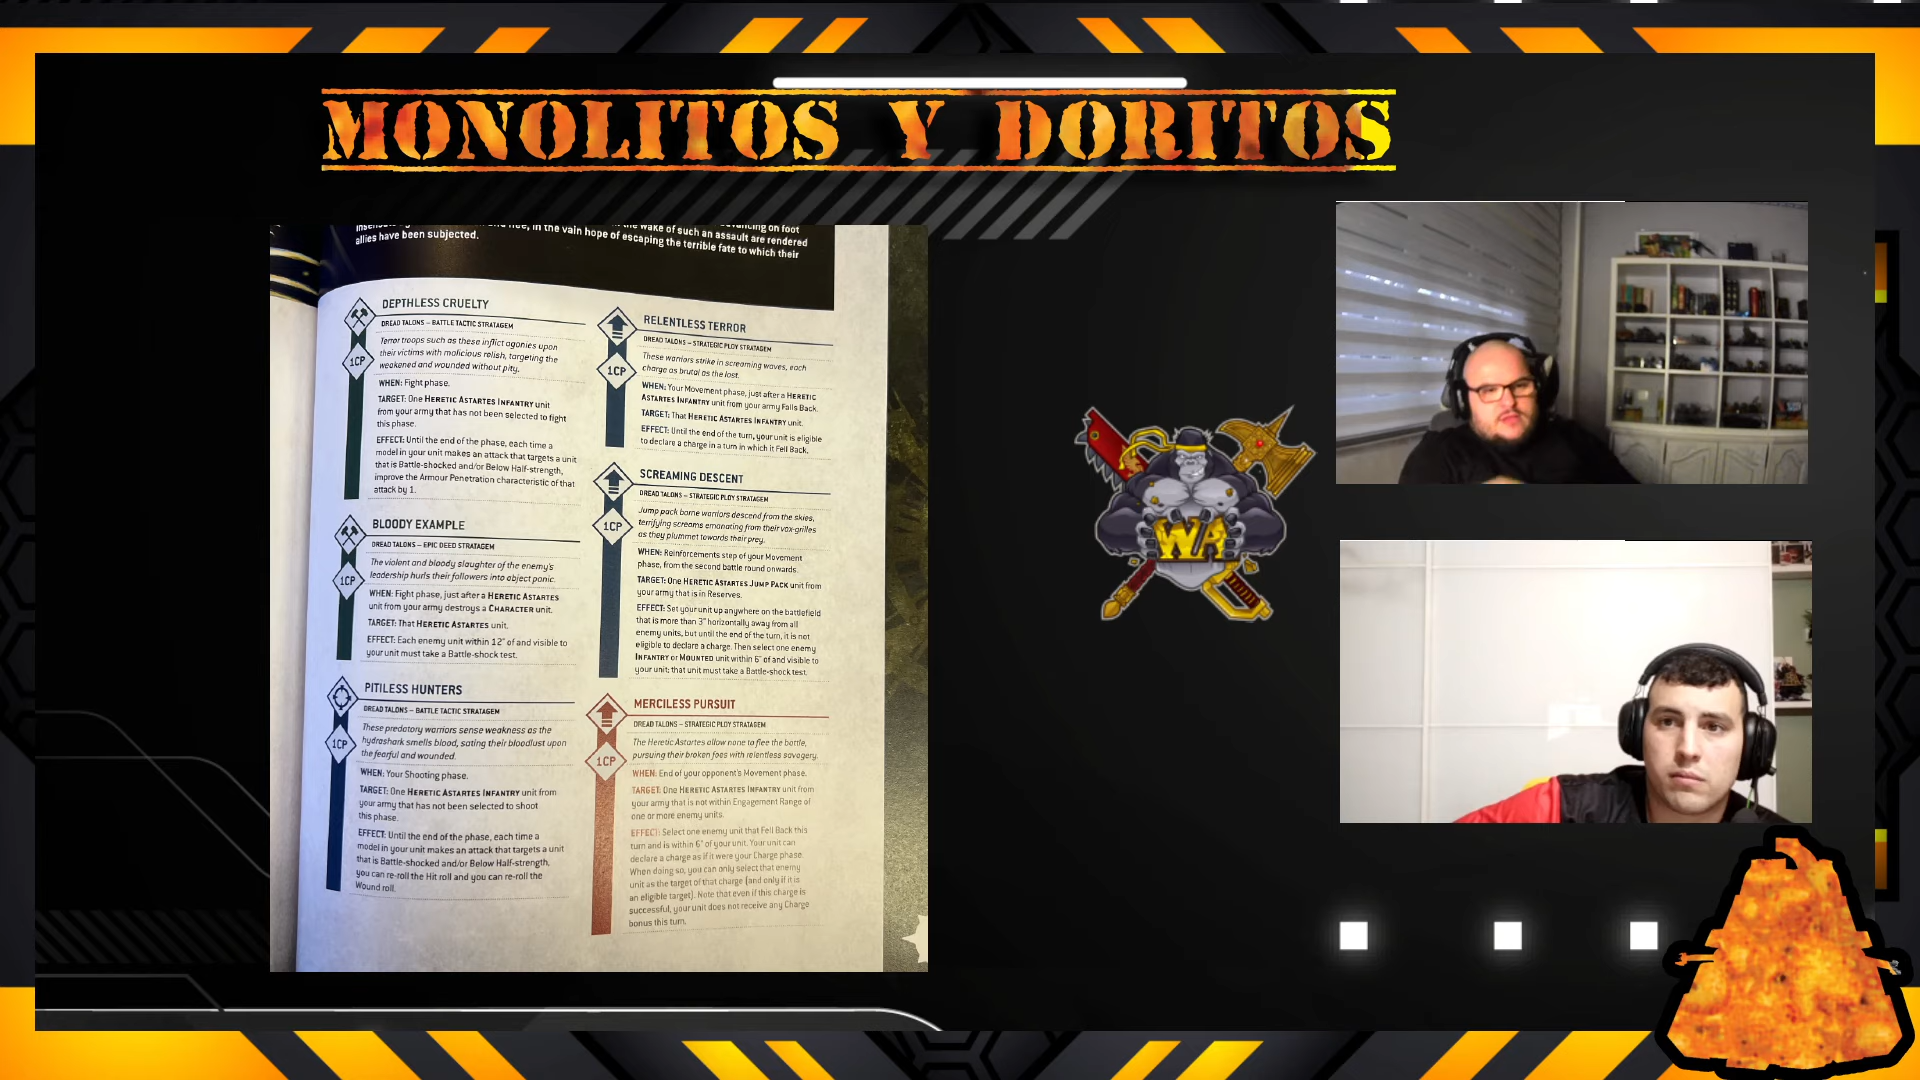 MONOLITOS Y DORITOS
the wake of such an assault are rendered
in the vain hope of escaping the terrible fate to which their
allies have been subjected.
DEPTHLESS CRUELTY
DREAD TALONS – BATTLE TACTIC STRATAGEM
1CP
Terror troops such as these inflict agonies upon
their victims with malicious relish, targeting the
weakened and wounded without pity.
WHEN: Fight phase.
TARGET: One HERETIC ASTARTES INFANTRY unit
from your army that has not been selected to fight
this phase.
EFFECT: Until the end of the phase, each time a
model in your unit makes an attack that targets a unit
that is Battle-shocked and/or Below Half-strength,
improve the Armour Penetration characteristic of that
attack by 1.
BLOODY EXAMPLE
DREAD TALONS – EPIC DEED STRATAGEM
1CP
The violent and bloody slaughter of the enemy's
leadership hurls their followers into abject panic.
WHEN: Fight phase, just after a HERETIC ASTARTES
unit from your army destroys a CHARACTER unit.
TARGET: That HERETIC ASTARTES unit.
EFFECT: Each enemy unit within 12" of and visible to
your unit must take a Battle-shock test.
PITILESS HUNTERS
DREAD TALONS – BATTLE TACTIC STRATAGEM
1CP
These predatory warriors sense weakness as the
hydrashark smells blood, sating their bloodlust upon
the fearful and wounded.
WHEN: Your Shooting phase.
TARGET: One HERETIC ASTARTES INFANTRY unit from
your army that has not been selected to shoot
this phase.
EFFECT: Until the end of the phase, each time a
model in your unit makes an attack that targets a unit
that is Battle-shocked and/or Below Half-strength,
you can re-roll the Hit roll and you can re-roll the
Wound roll.
RELENTLESS TERROR
DREAD TALONS – STRATEGIC PLOY STRATAGEM
1CP
These warriors strike in screaming waves, each
charge as brutal as the last.
WHEN: Your Movement phase, just after a HERETIC
ASTARTES INFANTRY unit from your army Falls Back.
TARGET: That HERETIC ASTARTES INFANTRY unit.
EFFECT: Until the end of the turn, your unit is eligible
to declare a charge in a turn in which it Fell Back.
SCREAMING DESCENT
DREAD TALONS – STRATEGIC PLOY STRATAGEM
1CP
Jump pack borne warriors descend from the skies,
terrifying screams emanating from their vox-grilles
as they plummet towards their prey.
WHEN: Reinforcements step of your Movement
phase, from the second battle round onwards.
TARGET: One HERETIC ASTARTES JUMP PACK unit from
your army that is in Reserves.
EFFECT: Set your unit up anywhere on the battlefield
that is more than 3" horizontally away from all
enemy units, but until the end of the turn, it is not
eligible to declare a charge. Then select one enemy
INFANTRY or MOUNTED unit within 6" of and visible to
your unit; that unit must take a Battle-shock test.
MERCILESS PURSUIT
DREAD TALONS – STRATEGIC PLOY STRATAGEM
1CP
The Heretic Astartes allow none to flee the battle,
pursuing their broken foes with relentless savagery.
WHEN: End of your opponent's Movement phase.
TARGET: One HERETIC ASTARTES INFANTRY unit from
your army that is not within Engagement Range of
one or more enemy units.
EFFECT: Select one enemy unit that Fell Back this
turn and is within 6" of your unit. Your unit can
declare a charge as if it were your Charge phase.
When doing so, you can only select that enemy
unit as the target of that charge (and only if it is
an eligible target). Note that even if this charge is
successful, your unit does not receive any Charge
bonus this turn.
WA